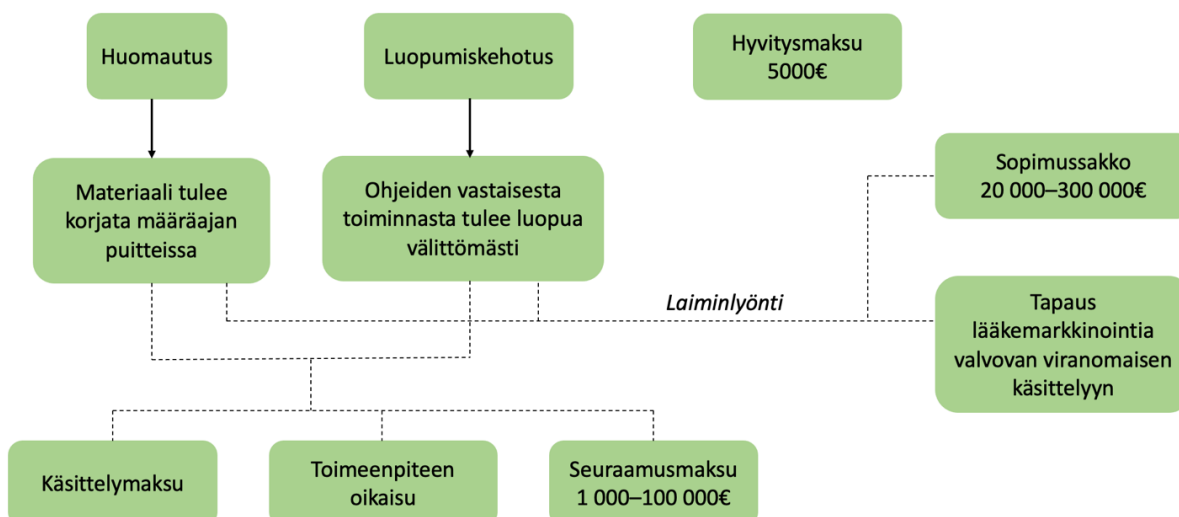 Huomautus
Luopumiskehotus
Hyvitysmaksu
5000€
Materiaali tulee
korjata määräajan
puitteissa
Ohjeiden vastaisesta
toiminnasta tulee luopua
välittömästi
Sopimussakko
20 000–300 000€
Laiminlyönti
Tapaus
lääkemarkkinointia
valvovan viranomaisen
käsittelyyn
Käsittelymaksu
Toimeenpiteen
oikaisu
Seuraamusmaksu
1 000–100 000€